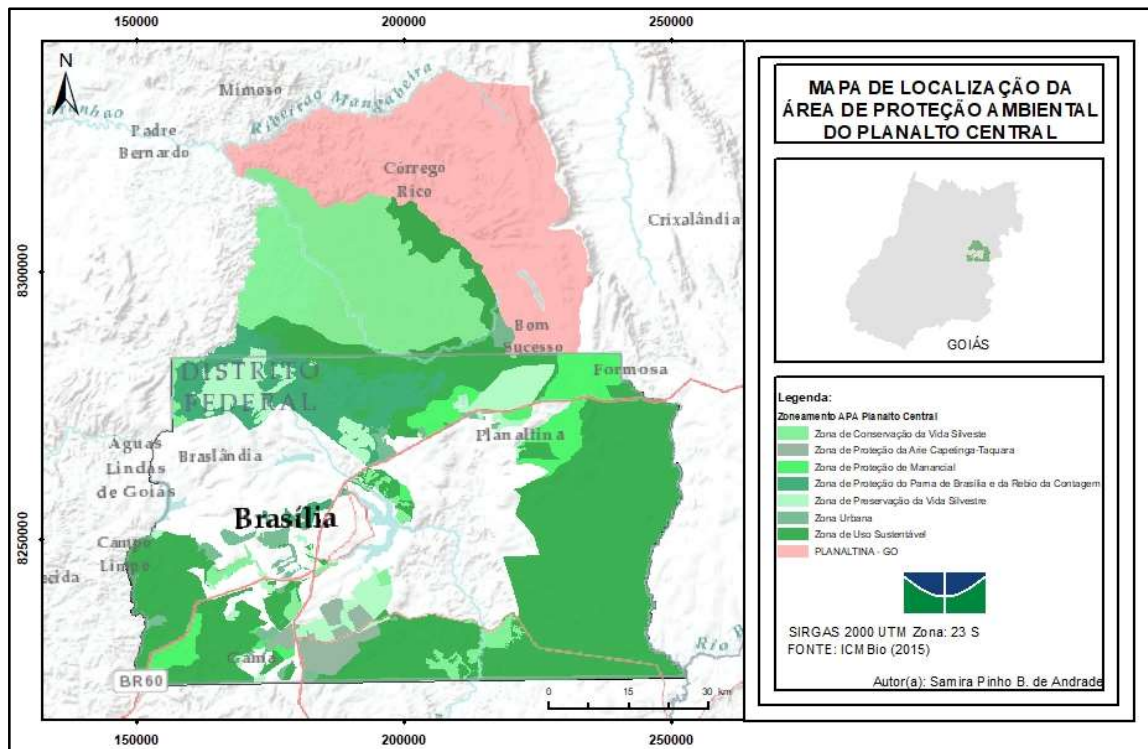 150000 200000 250000
N
8300000
8250000
Mimoso
Ribeirão Mangabeira
Padre
Bernardo
Córrego
Rico
Crixalândia
Bom
Sucesso
DISTRITO
FEDERAL
Formosa
Planaltina
Águas
Lindas
de Goiás
Braslândia
Brasília
Campo
Limpo
Gama
BR60
0 15 30 km
150000 200000 250000
MAPA DE LOCALIZAÇÃO DA
ÁREA DE PROTEÇÃO AMBIENTAL
DO PLANALTO CENTRAL
GOIÁS
Legenda:
Zoneamento APA Planalto Central
Zona de Conservação da Vida Silveste
Zona de Proteção da Arie Capetinga-Taquara
Zona de Proteção de Manancial
Zona de Proteção do Parna de Brasília e da Rebio da Contagem
Zona de Preservação da Vida Silvestre
Zona Urbana
Zona de Uso Sustentável
PLANALTINA - GO
SIRGAS 2000 UTM Zona: 23 S
FONTE: ICMBio (2015)
Autor(a): Samira Pinho B. de Andrade